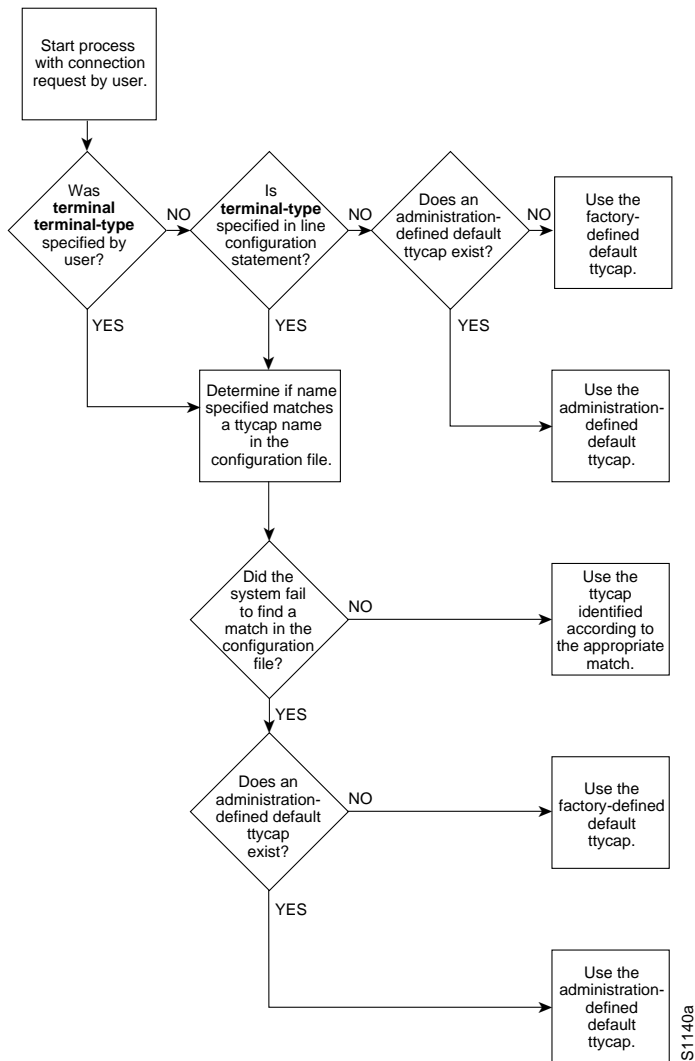 Start process
with connection
request by user.
Was
terminal
terminal-type
specified by
user?
NO
Is
terminal-type
specified in line
configuration
statement?
NO
Does an
administration-
defined default
ttycap exist?
NO
Use the
factory-
defined
default
ttycap.
YES
YES
YES
Determine if name
specified matches
a ttycap name
in the
configuration file.
Use the
administration-
defined
default
ttycap.
Did the
system fail
to find a
match in the
configuration
file?
NO
Use the
ttycap
identified
according to
the appropriate
match.
YES
Does an
administration-
defined default
ttycap
exist?
NO
Use the
factory-defined
default
ttycap.
YES
Use the
administration-
defined
default
ttycap.
S1140a